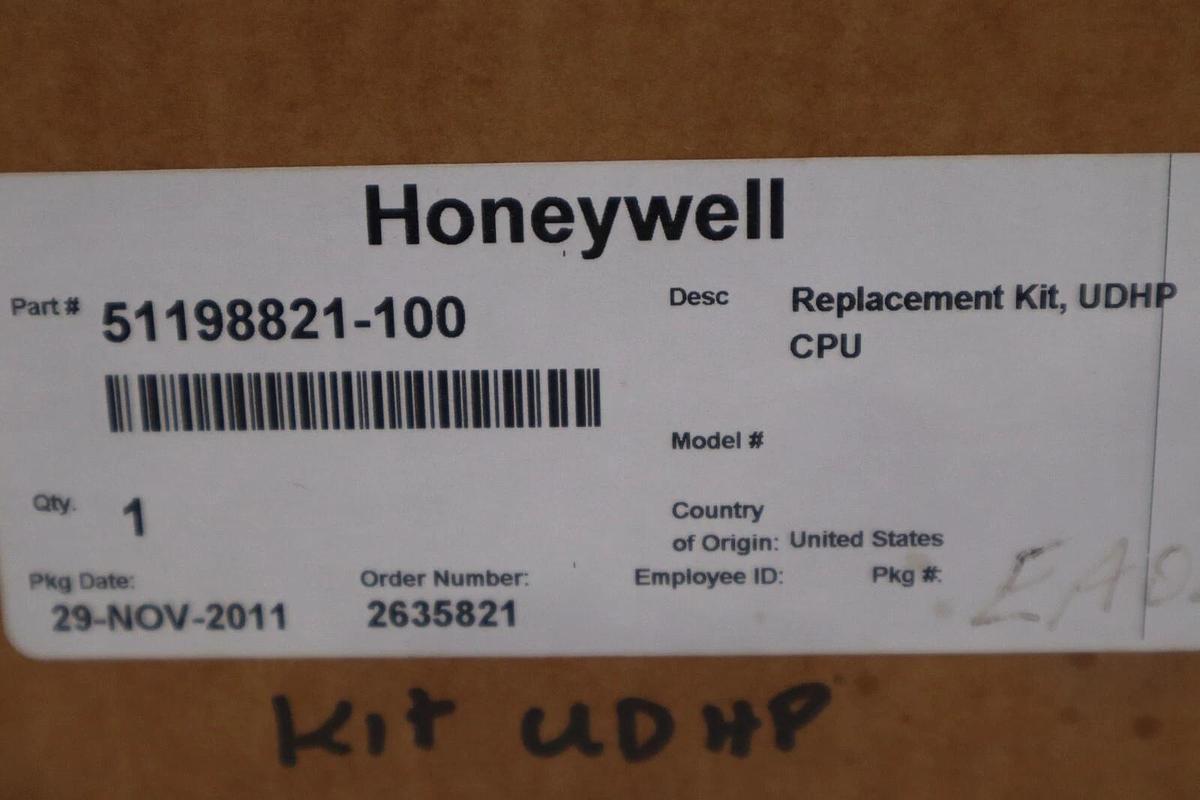 Honeywell
Part # 51198821-100
Desc Replacement Kit, UDHP
CPU
Model #
Qty. 1
Country
of Origin: United States
Pkg Date: Order Number: Employee ID: Pkg #:
29-NOV-2011 2635821
KIT UDHP